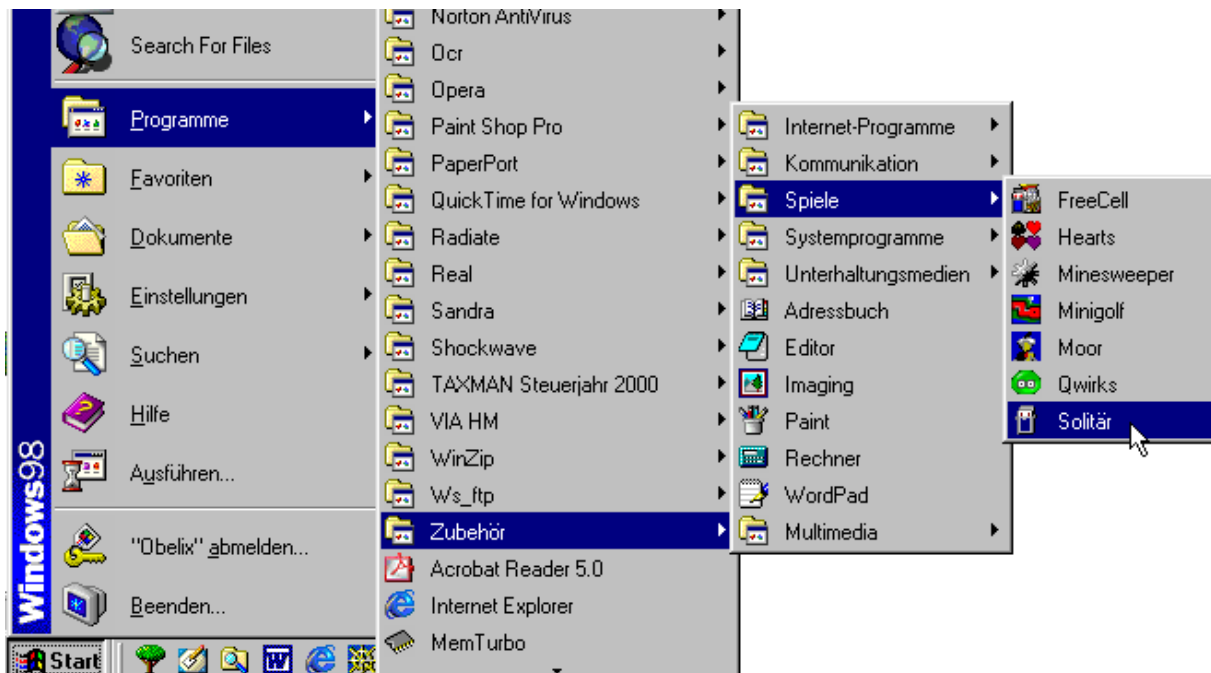 Windows98
Search For Files
Programme
Favoriten
Dokumente
Einstellungen
Suchen
Hilfe
Ausführen...
"Obelix" abmelden...
Beenden...
Start
Norton AntiVirus
Ocr
Opera
Paint Shop Pro
PaperPort
QuickTime for Windows
Radiate
Real
Sandra
Shockwave
TAXMAN Steuerjahr 2000
VIA HM
WinZip
Ws_ftp
Zubehör
Acrobat Reader 5.0
Internet Explorer
MemTurbo
Internet-Programme
Kommunikation
Spiele
Systemprogramme
Unterhaltungsmedien
Adressbuch
Editor
Imaging
Paint
Rechner
WordPad
Multimedia
FreeCell
Hearts
Minesweeper
Minigolf
Moor
Qwirks
Solitär